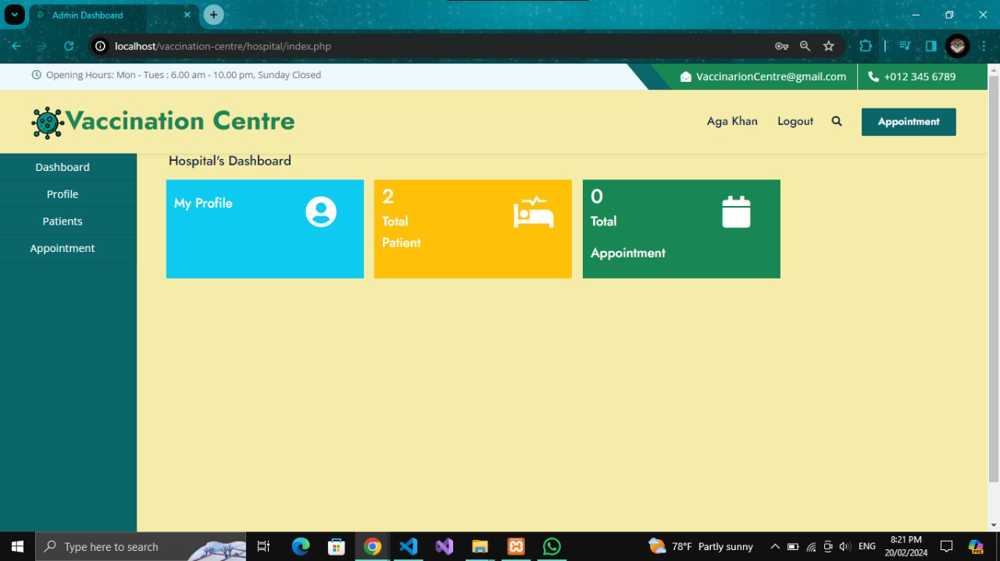 Admin Dashboard
localhost/vaccination-centre/hospital/index.php
Opening Hours: Mon - Tues : 6.00 am - 10.00 pm, Sunday Closed
VaccinarionCentre@gmail.com
+012 345 6789
Vaccination Centre
Aga Khan
Logout
Appointment
Dashboard
Profile
Patients
Appointment
Hospital's Dashboard
My Profile
2
Total
Patient
0
Total
Appointment
Type here to search
78°F Partly sunny
ENG
8:21 PM
20/02/2024
PRE